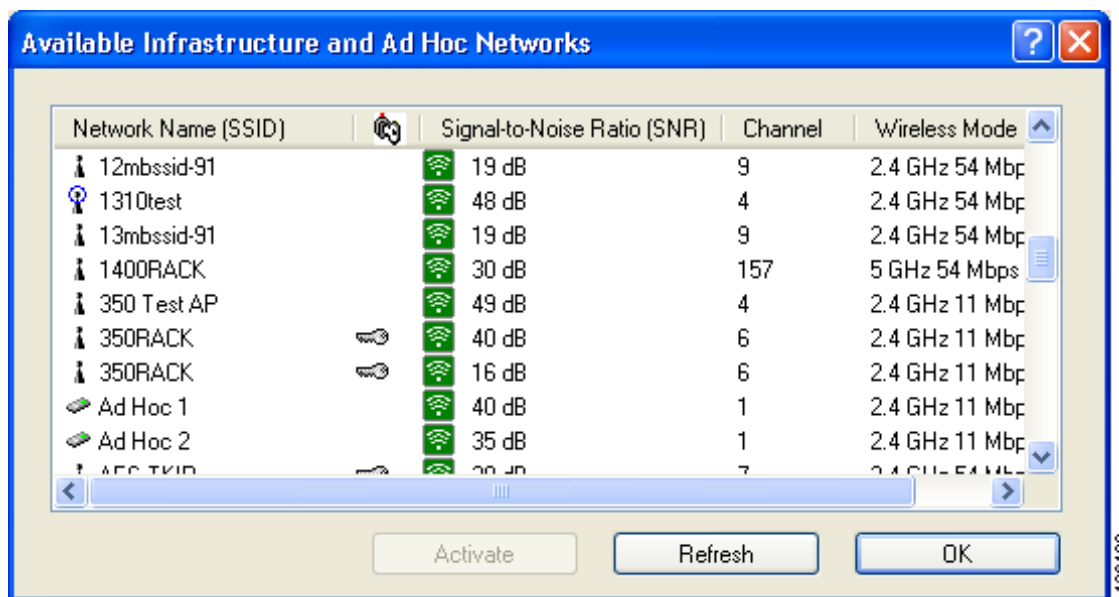 Available Infrastructure and Ad Hoc Networks
Network Name (SSID) Signal-to-Noise Ratio (SNR) Channel Wireless Mode
12mbssid-91 19 dB 9 2.4 GHz 54 Mbp
1310test 48 dB 4 2.4 GHz 54 Mbp
13mbssid-91 19 dB 9 2.4 GHz 54 Mbp
1400RACK 30 dB 157 5 GHz 54 Mbps
350 Test AP 49 dB 4 2.4 GHz 11 Mbp
350RACK 40 dB 6 2.4 GHz 11 Mbp
350RACK 16 dB 6 2.4 GHz 11 Mbp
Ad Hoc 1 40 dB 1 2.4 GHz 11 Mbp
Ad Hoc 2 35 dB 1 2.4 GHz 11 Mbp
Activate Refresh OK